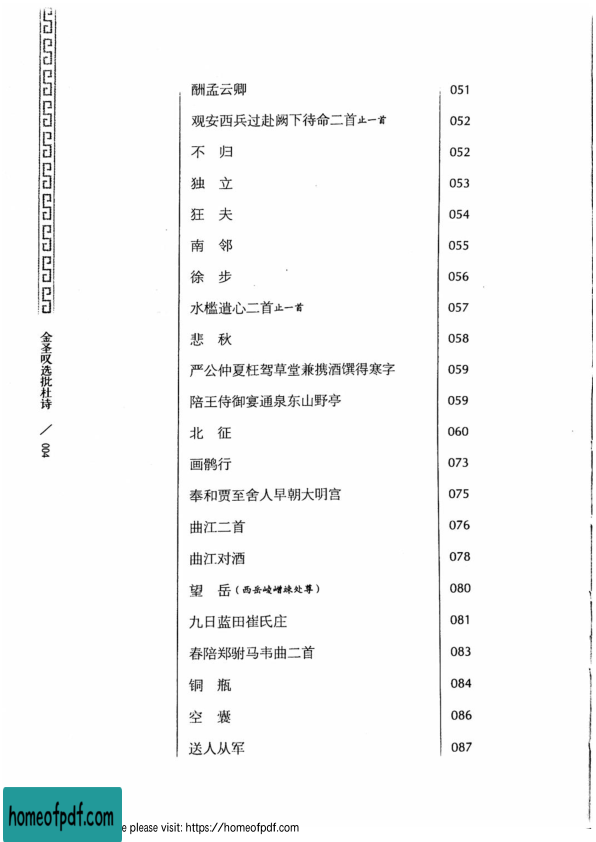 酬孟云卿 051
观安西兵过赴阙下待命二首止一首 052
不 归 052
独 立 053
狂 夫 054
南 邻 055
徐 步 056
水槛遣心二首止一首 057
悲 秋 058
严公仲夏枉驾草堂兼携酒馔得寒字 059
陪王侍御宴通泉东山野亭 059
北 征 060
画鹘行 073
奉和贾至舍人早朝大明宫 075
曲江二首 076
曲江对酒 078
望 岳(西岳崚嶒竦处尊) 080
九日蓝田崔氏庄 081
春陪郑驸马韦曲二首 083
铜 瓶 084
空 囊 086
送人从军 087
金圣叹选批杜诗 / 004
homeofpdf.com
e please visit: https://homeofpdf.com